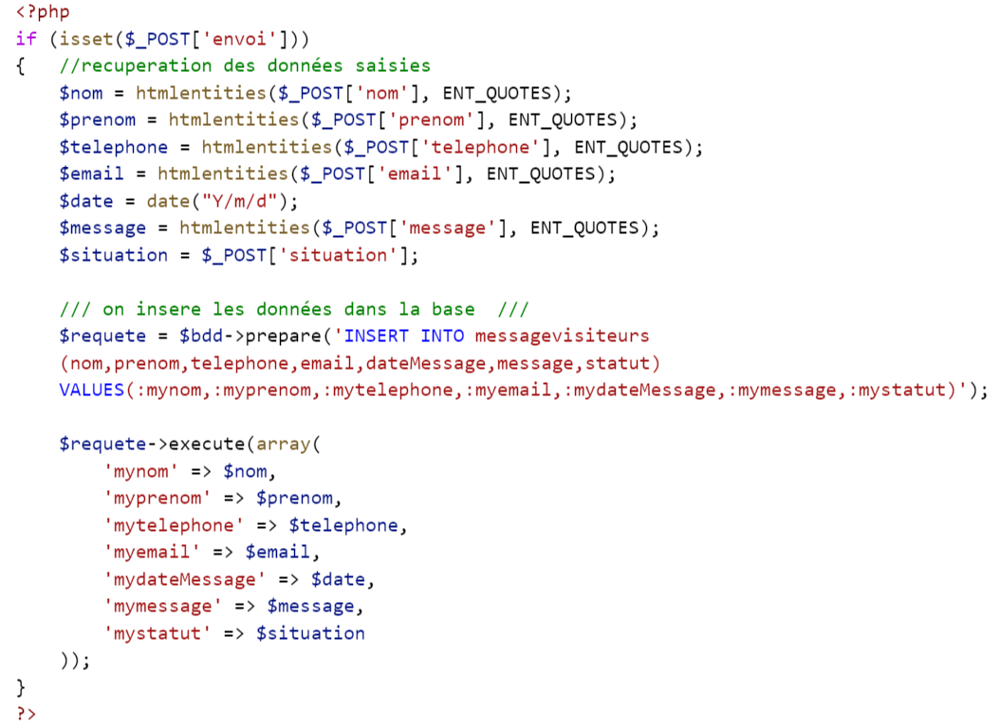 <?php
if (isset($_POST['envoi']))
{   //recuperation des données saisies
    $nom = htmlentities($_POST['nom'], ENT_QUOTES);
    $prenom = htmlentities($_POST['prenom'], ENT_QUOTES);
    $telephone = htmlentities($_POST['telephone'], ENT_QUOTES);
    $email = htmlentities($_POST['email'], ENT_QUOTES);
    $date = date("Y/m/d");
    $message = htmlentities($_POST['message'], ENT_QUOTES);
    $situation = $_POST['situation'];

    /// on insere les données dans la base  ///
    $requete = $bdd->prepare('INSERT INTO messagevisiteurs
    (nom,prenom,telephone,email,dateMessage,message,statut)
    VALUES(:mynom,:myprenom,:mytelephone,:myemail,:mydateMessage,:mymessage,:mystatut)');

    $requete->execute(array(
        'mynom' => $nom,
        'myprenom' => $prenom,
        'mytelephone' => $telephone,
        'myemail' => $email,
        'mydateMessage' => $date,
        'mymessage' => $message,
        'mystatut' => $situation
    ));
}
?>